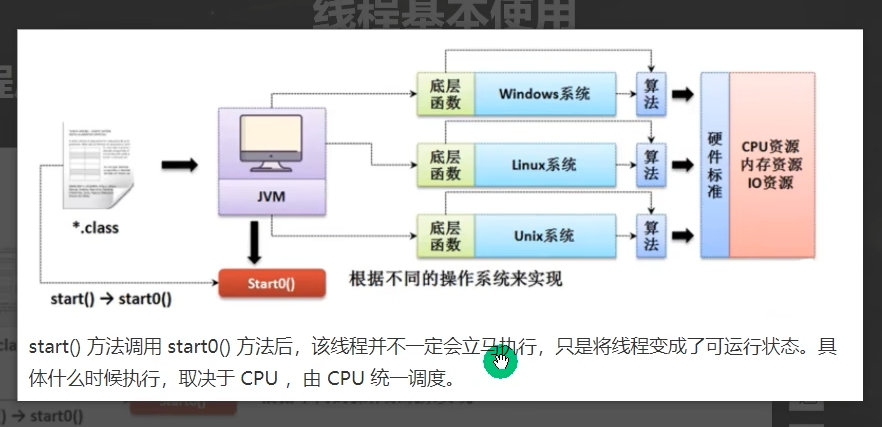 线程基本使用
底层函数
Windows系统
算法
底层函数
Linux系统
算法
底层函数
Unix系统
算法
硬件标准
CPU资源
内存资源
IO资源
JVM
*.class
Start0()
根据不同的操作系统来实现
start() → start0()
start() 方法调用 start0() 方法后，该线程并不一定会立马执行，只是将线程变成了可运行状态。具
体什么时候执行，取决于 CPU ，由 CPU 统一调度。
) → start0()